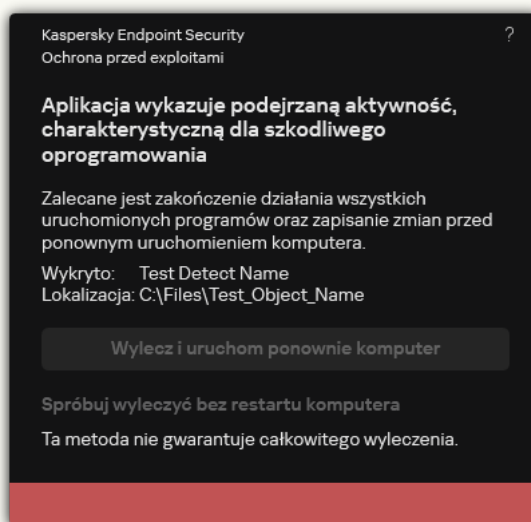 Kaspersky Endpoint Security
?
Ochrona przed exploitami
Aplikacja wykazuje podejrzaną aktywność,
charakterystyczną dla szkodliwego
oprogramowania
Zalecane jest zakończenie działania wszystkich
uruchomionych programów oraz zapisanie zmian przed
ponownym uruchomieniem komputera.
Wykryto: Test Detect Name
Lokalizacja: C:\Files\Test_Object_Name
Wylecz i uruchom ponownie komputer
Spróbuj wyleczyć bez restartu komputera
Ta metoda nie gwarantuje całkowitego wyleczenia.